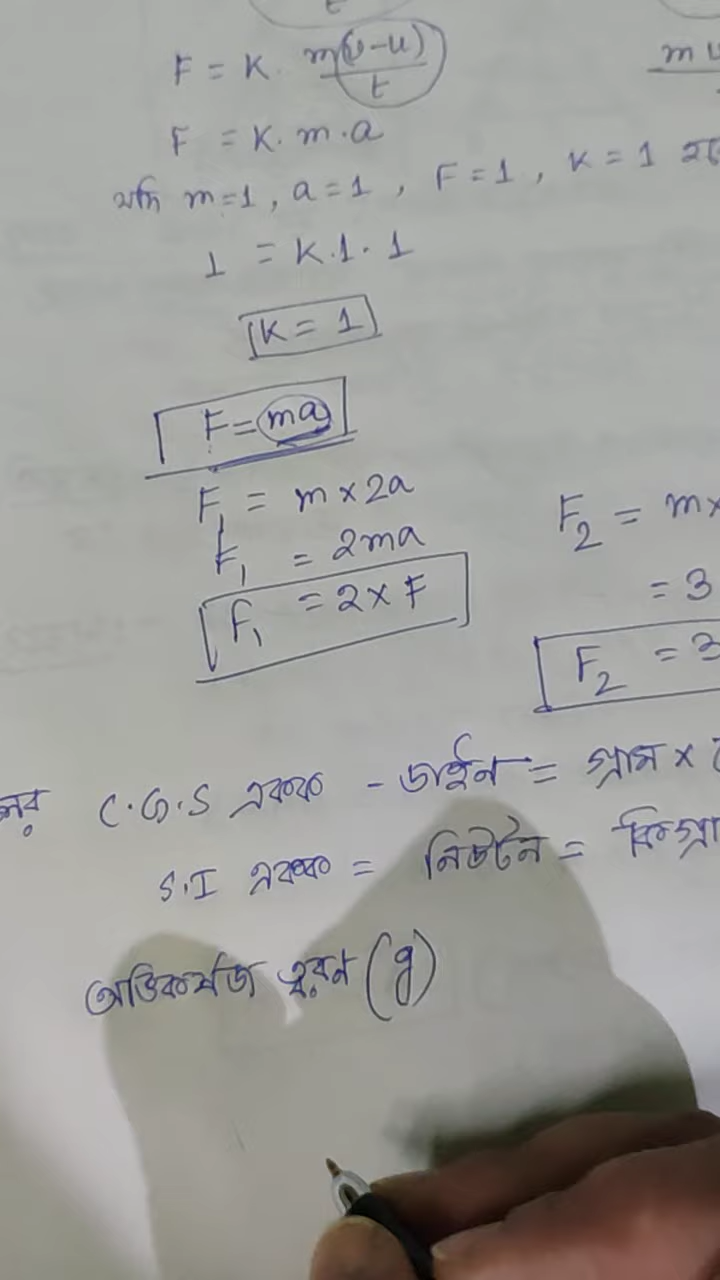 F = K. m(v-u)/t
m u
F = K. m. a
যদি m=1, a=1, F=1, K=1
1 = K.1.1
K = 1
F = ma
F₁ = m×2a
F₁ = 2ma
F₁ = 2×F
F₂ = m×
= 3
F₂ = 3
C.G.S একক - ডাইন = গ্রাম ×
S.I একক = নিউটন = কিগ্রা
অভিকর্ষজ ত্বরণ (g)